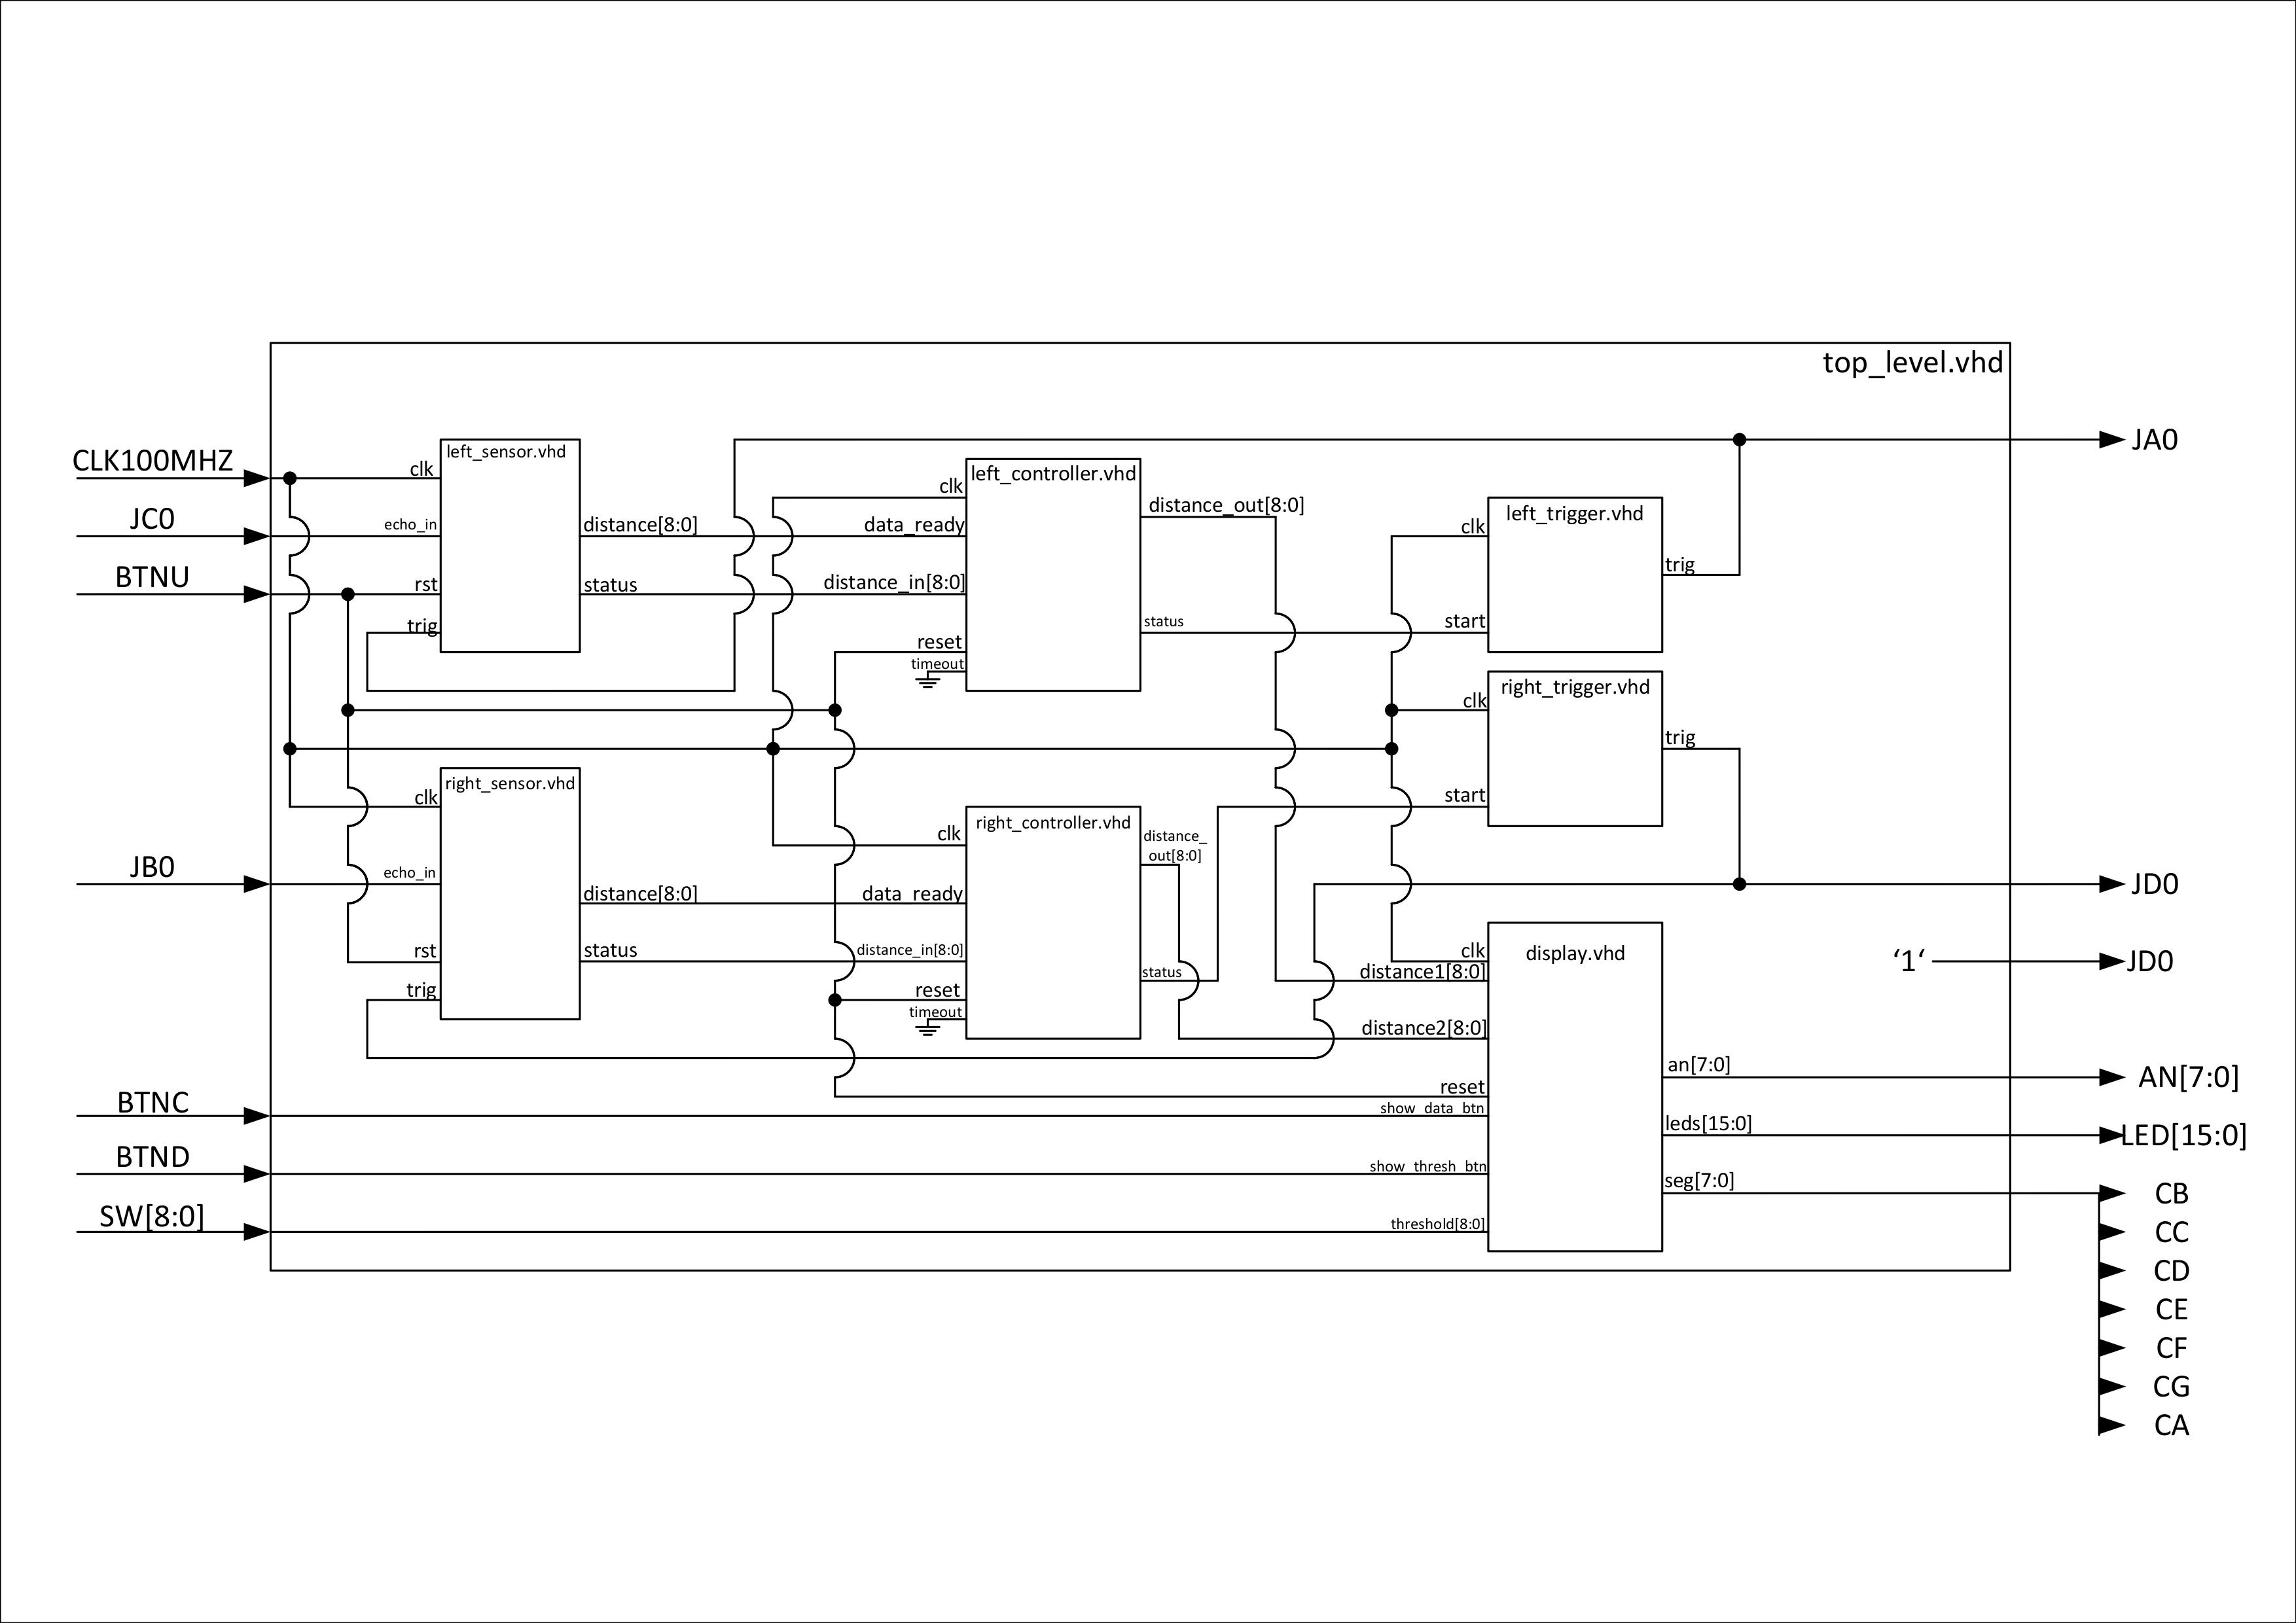 top_level.vhd
CLK100MHZ
JC0
BTNU
JB0
BTNC
BTND
SW[8:0]
left_sensor.vhd
clk
echo_in
rst
trig
distance[8:0]
status
right_sensor.vhd
clk
echo_in
rst
trig
distance[8:0]
status
left_controller.vhd
clk
data_ready
distance_in[8:0]
reset
timeout
distance_out[8:0]
status
right_controller.vhd
clk
data_ready
distance_in[8:0]
reset
timeout
distance_
out[8:0]
status
left_trigger.vhd
clk
start
trig
right_trigger.vhd
clk
start
trig
display.vhd
clk
distance1[8:0]
distance2[8:0]
reset
show_data_btn
show_thresh_btn
threshold[8:0]
an[7:0]
leds[15:0]
seg[7:0]
JA0
JD0
‘1‘
JD0
AN[7:0]
LED[15:0]
CB
CC
CD
CE
CF
CG
CA